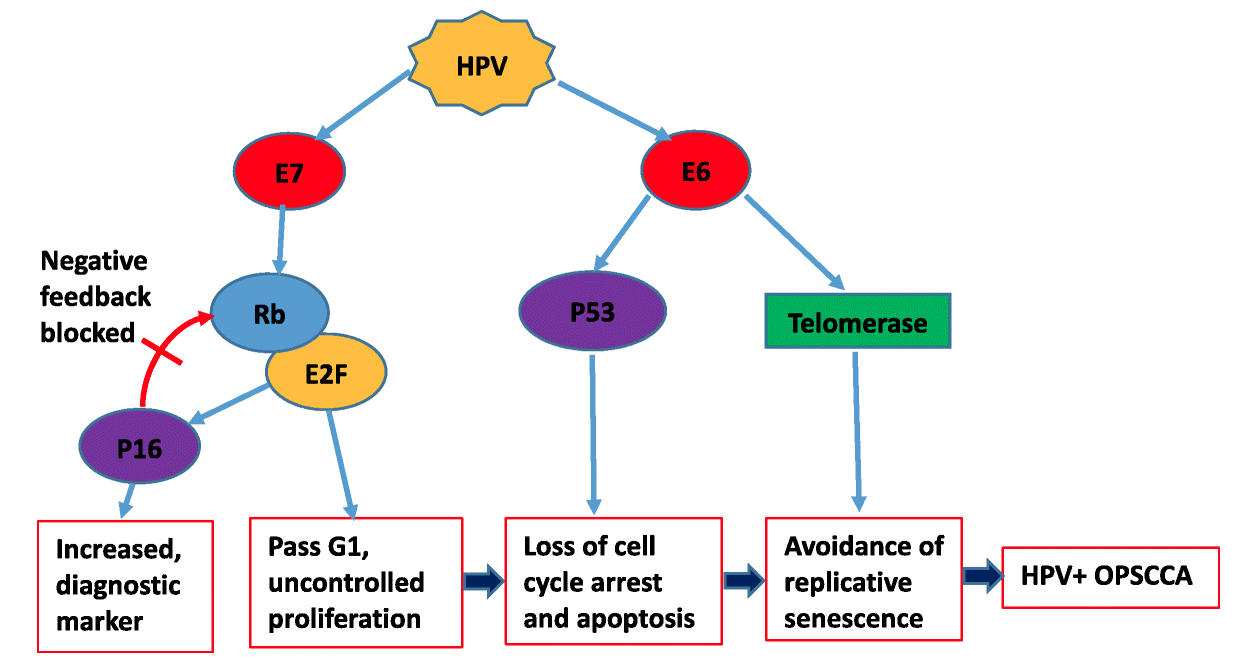 HPV
E7
E6
Negative
feedback
blocked
Rb
P53
Telomerase
E2F
P16
Increased,
diagnostic
marker
Pass G1,
uncontrolled
proliferation
Loss of cell
cycle arrest
and apoptosis
Avoidance of
replicative
senescence
HPV+ OPSCCA